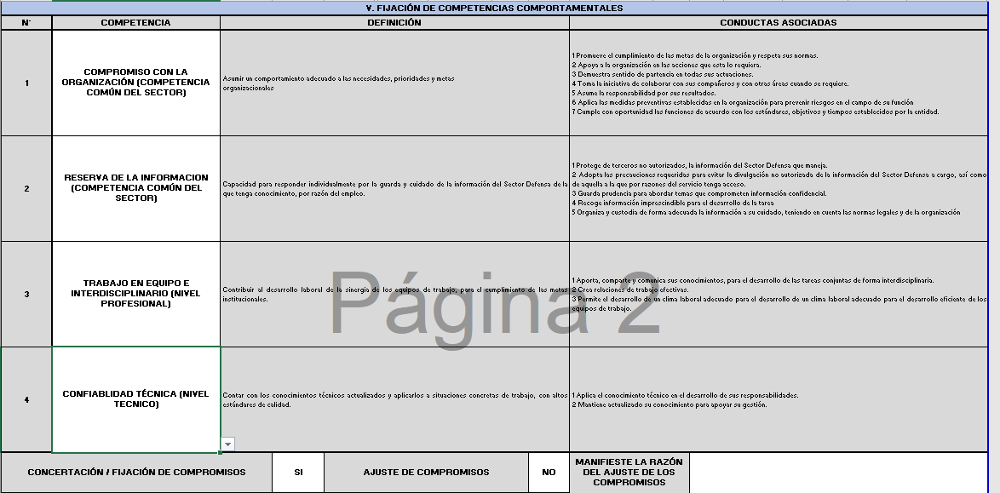 V. FIJACIÓN DE COMPETENCIAS COMPORTAMENTALES
N° COMPETENCIA DEFINICIÓN CONDUCTAS ASOCIADAS
1
COMPROMISO CON LA
ORGANIZACIÓN (COMPETENCIA
COMÚN DEL SECTOR)
Asumir un comportamiento adecuado a las necesidades, prioridades y metas
organizacionales
1 Promueve el cumplimiento de las metas de la organización y respeta sus normas.
2 Apoya a la organización en las acciones que esta lo requiera.
3 Demuestra sentido de partencia en todas sus actuaciones.
4 Toma la iniciativa de colaborar con sus compañeros y con otras áreas cuando se requiere.
5 Asume la responsabilidad por sus resultados.
6 Aplica las medidas preventivas establecidas en la organización para prevenir riesgos en el campo de su función
7 Cumple con oportunidad las funciones de acuerdo con los estándares, objetivos y tiempos establecidos por la entidad.
2
RESERVA DE LA INFORMACION
(COMPETENCIA COMÚN DEL
SECTOR)
Capacidad para responder individualmente por la guarda y cuidado de la información del Sector Defensa de la
que tenga conocimiento, por razón del empleo.
1 Protege de terceros no autorizados, la información del Sector Defensa que maneja.
2 Adopta las precauciones requeridas para evitar la divulgación no autorizada de la información del Sector Defensa a cargo, así como
de aquella a la que por razones del servicio tenga acceso.
3 Guarda prudencia para abordar temas que comprometen información confidencial.
4 Recoge información imprescindible para el desarrollo de la tarea
5 Organiza y custodia de forma adecuada la información a su cuidado, teniendo en cuenta las normas legales y de la organización
3
TRABAJO EN EQUIPO E
INTERDISCIPLINARIO (NIVEL
PROFESIONAL)
Contribuir al desarrollo laboral de la sinergia de los equipos de trabajo, para el cumplimiento de las metas
institucionales.
1 Aporta, comparte y comunica sus conocimientos, para el desarrollo de las tareas conjuntas de forma interdisciplinaria.
2 Crea relaciones de trabajo efectivas.
3 Permite el desarrollo de un clima laboral adecuado para el desarrollo de un clima laboral adecuado para el desarrollo eficiente de los
equipos de trabajo.
Página 2
4
CONFIABLIDAD TÉCNICA (NIVEL
TECNICO)
Contar con los conocimientos técnicos actualizados y aplicarlos a situaciones concretas de trabajo, con altos
estándares de calidad.
1 Aplica el conocimiento técnico en el desarrollo de sus responsabilidades.
2 Mantiene actualizado su conocimiento para apoyar su gestión.
CONCERTACIÓN / FIJACIÓN DE COMPROMISOS SI AJUSTE DE COMPROMISOS NO
MANIFIESTE LA RAZÓN
DEL AJUSTE DE LOS
COMPROMISOS